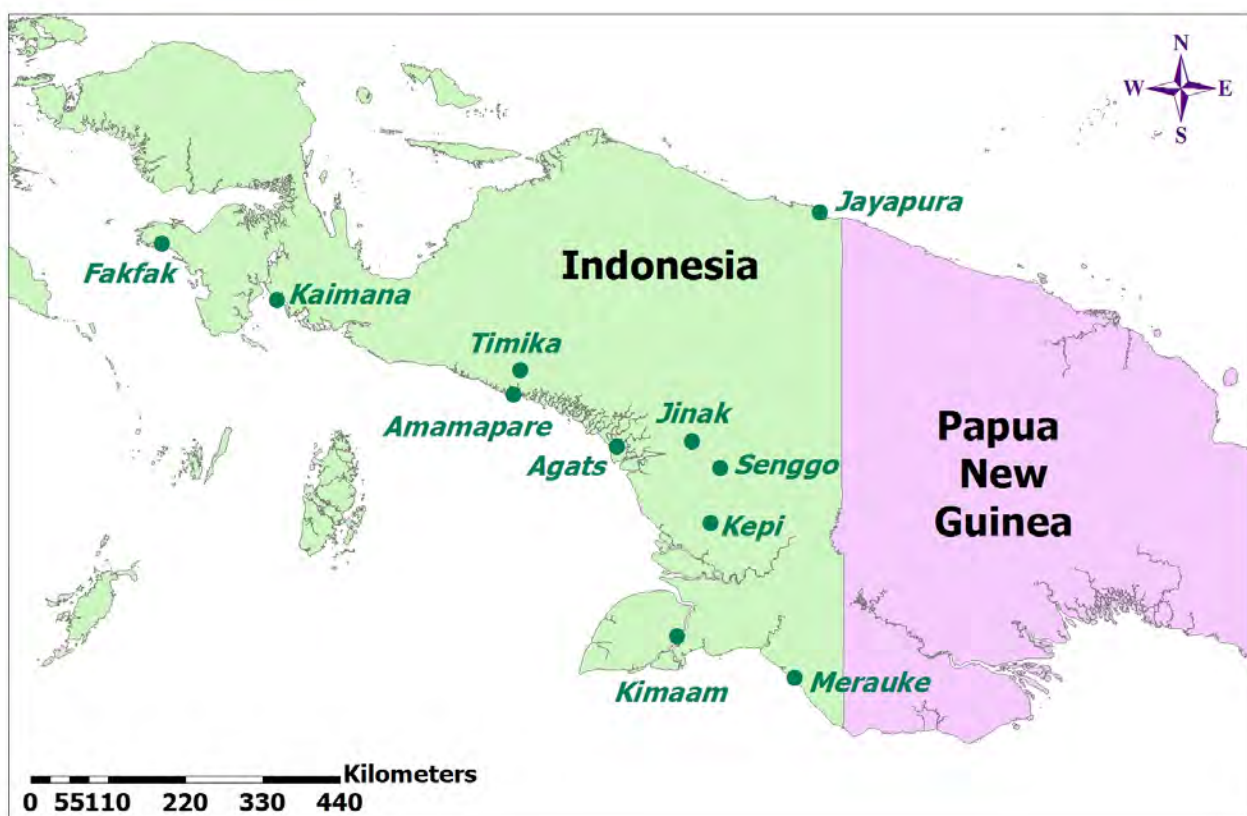 N
W E
S
Jayapura
Indonesia
Fakfak
Kaimana
Timika
Amamapare
Jinak
Agats
Senggo
Papua
New
Guinea
Kepi
Kimaam
Merauke
Kilometers
0 55110 220 330 440